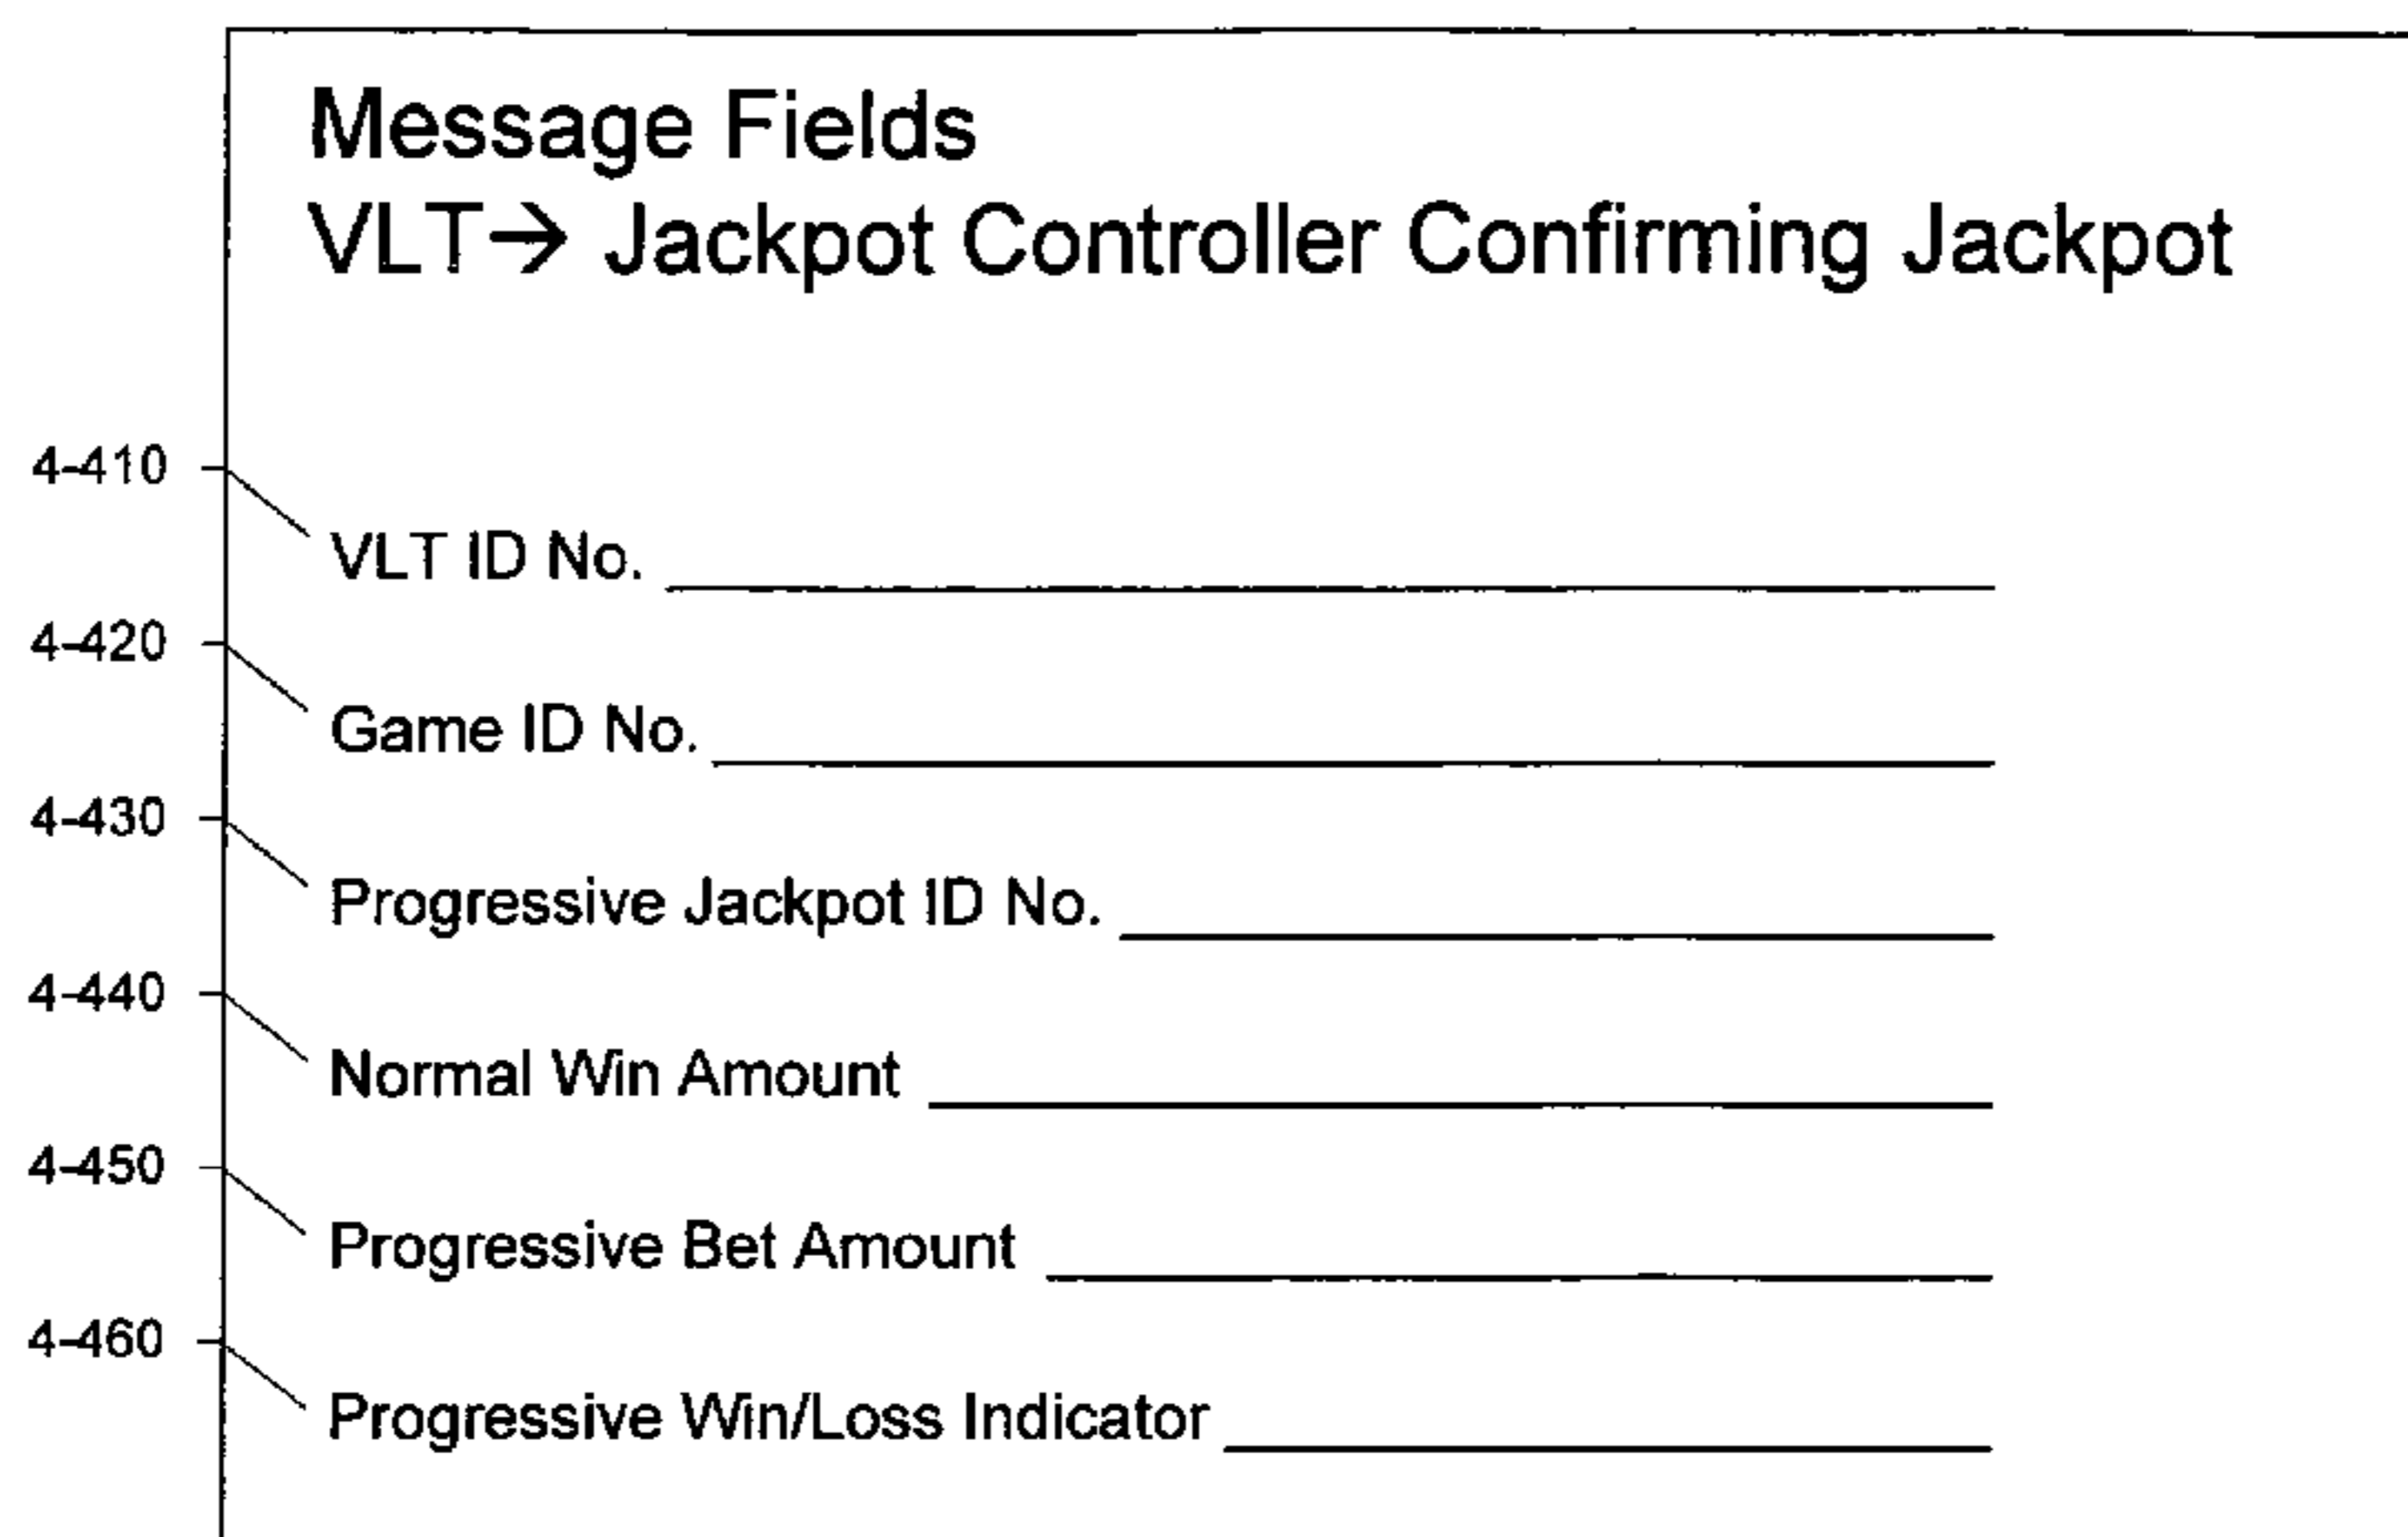 Message Fields
VLT→ Jackpot Controller Confirming Jackpot
4-410
VLT ID No.
4-420
Game ID No.
4-430
Progressive Jackpot ID No.
4-440
Normal Win Amount
4-450
Progressive Bet Amount
4-460
Progressive Win/Loss Indicator